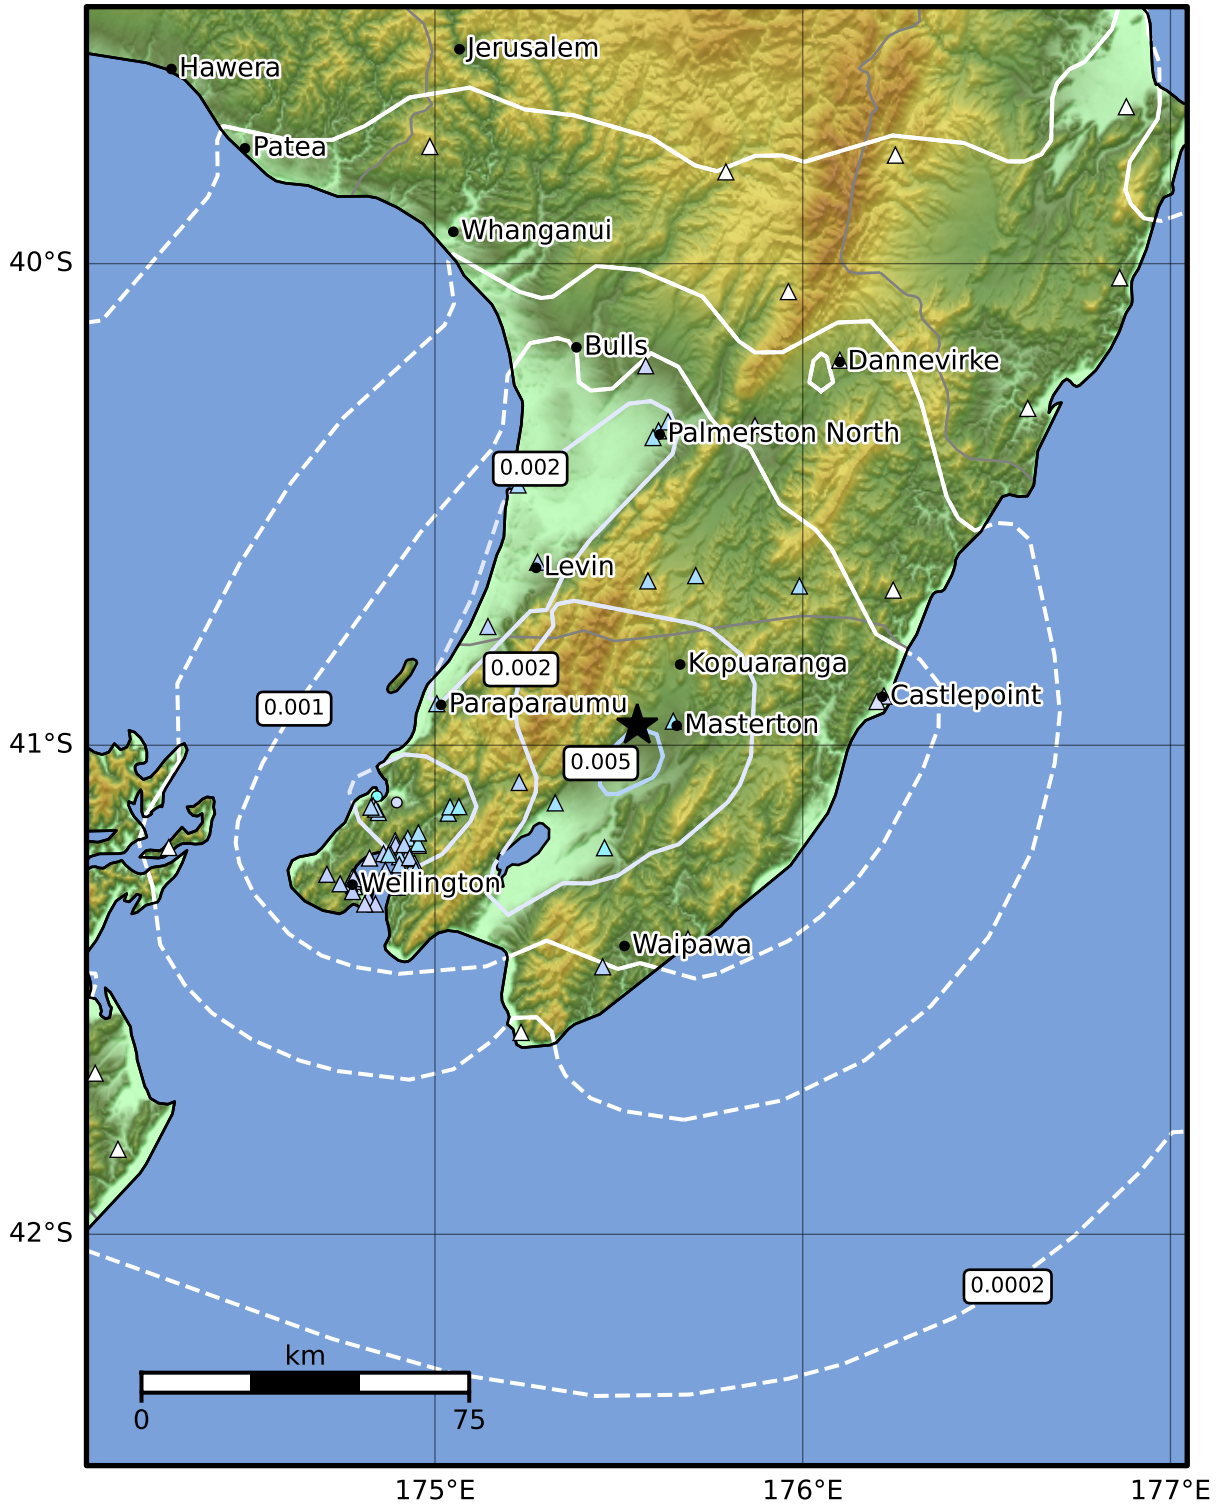 Jerusalem
Hawera
Patea
Whanganui
40°S
Bulls
Dannevirke
Palmerston North
0.002
Levin
Kopuaranga
0.002
Castlepoint
Paraparaumu
0.001
Masterton
41°S
0.005
Wellington
Waipawa
42°S
0.0002
km
0
75
175°E
176°E
177°E